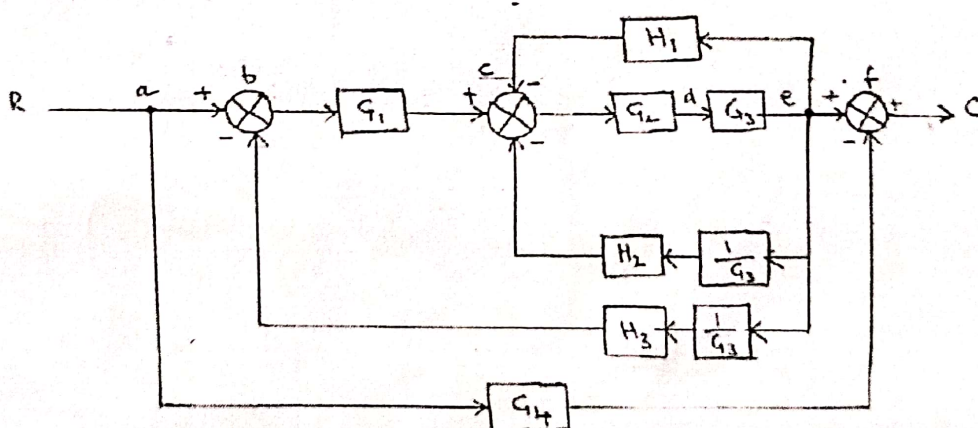 H1
c -
-
R a + b
-
G1
+
G2 d G3 e + f + C
-
-
H2 1/G3
H3 1/G3
G4